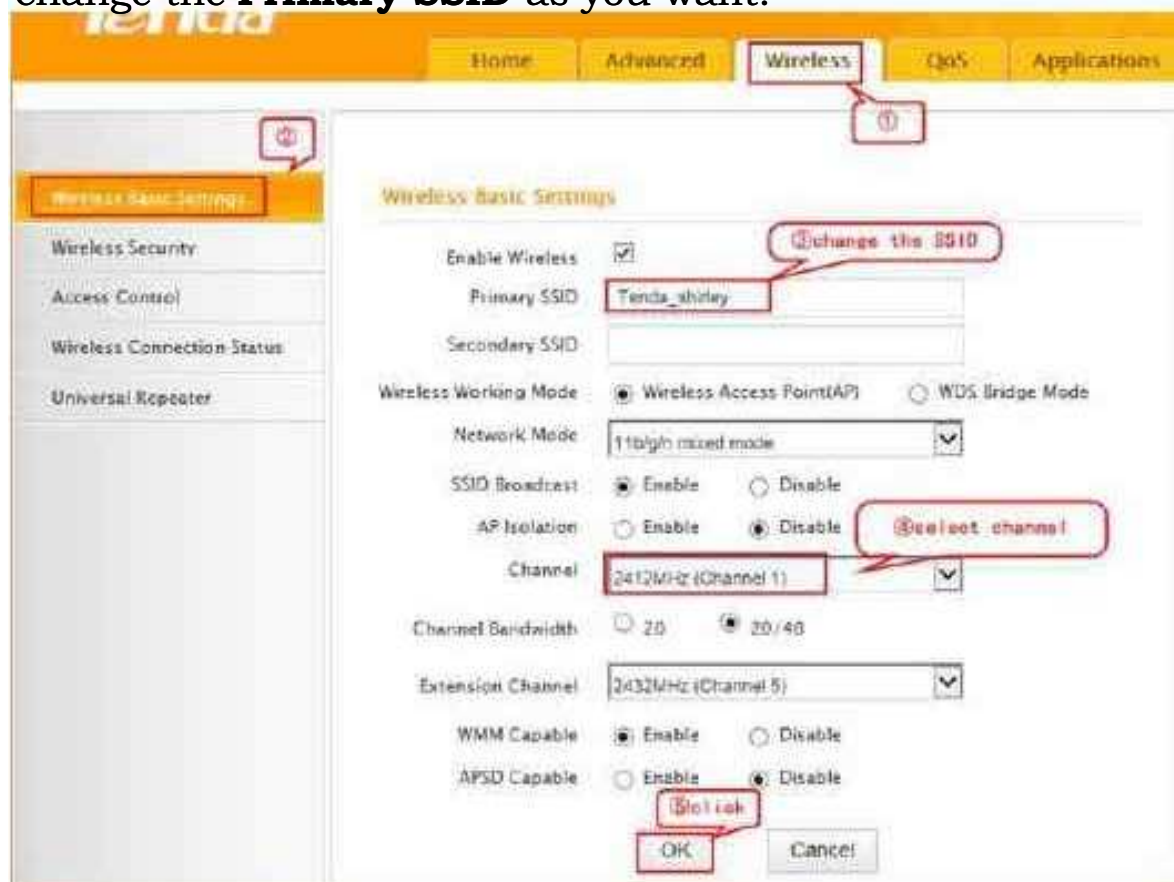 change the Primary SSID as you want.
Tenda
Home Advanced Wireless QoS Applications
①
②
Wireless Basic Settings
Wireless Basic Settings
③change the SSID
Wireless Security
Enable Wireless
Access Control
Primary SSID Tenda_shirley
Wireless Connection Status
Secondary SSID
Universal Repeater
Wireless Working Mode Wireless Access Point(AP) WDS Bridge Mode
Network Mode 11b/g/n mixed mode
SSID Broadcast Enable Disable
AP Isolation Enable Disable
④select channel
Channel 2412MHz (Channel 1)
Channel Bandwidth 20 20/40
Extension Channel 2432MHz (Channel 5)
WMM Capable Enable Disable
APSD Capable Enable Disable
⑤click
OK Cancel